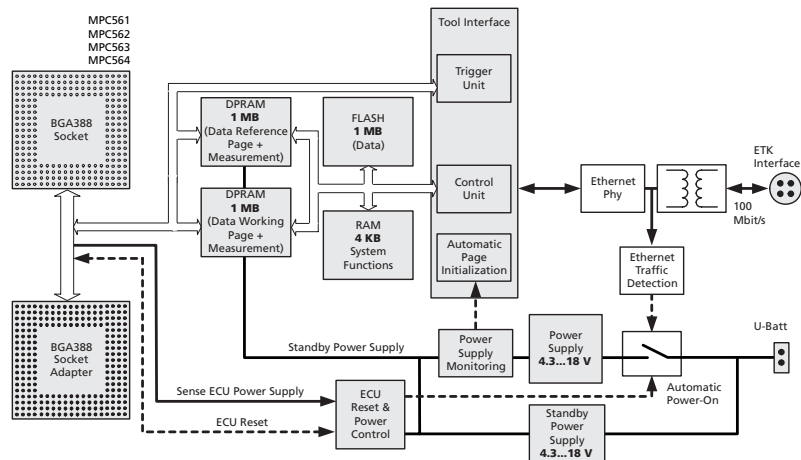 MPC561
MPC562
MPC563
MPC564
BGA388
Socket
BGA388
Socket
Adapter
DPRAM
1 MB
(Data Reference
Page +
Measurement)
DPRAM
1 MB
(Data Working
Page +
Measurement)
FLASH
1 MB
(Data)
RAM
4 KB
System
Functions
Tool Interface
Trigger
Unit
Control
Unit
Automatic
Page
Initialization
Ethernet
Phy
100
Mbit/s
ETK
Interface
Ethernet
Traffic
Detection
Standby Power Supply
Power
Supply
Monitoring
Power
Supply
4.3...18 V
U-Batt
Automatic
Power-On
Sense ECU Power Supply
ECU Reset
ECU
Reset &
Power
Control
Standby
Power
Supply
4.3...18 V